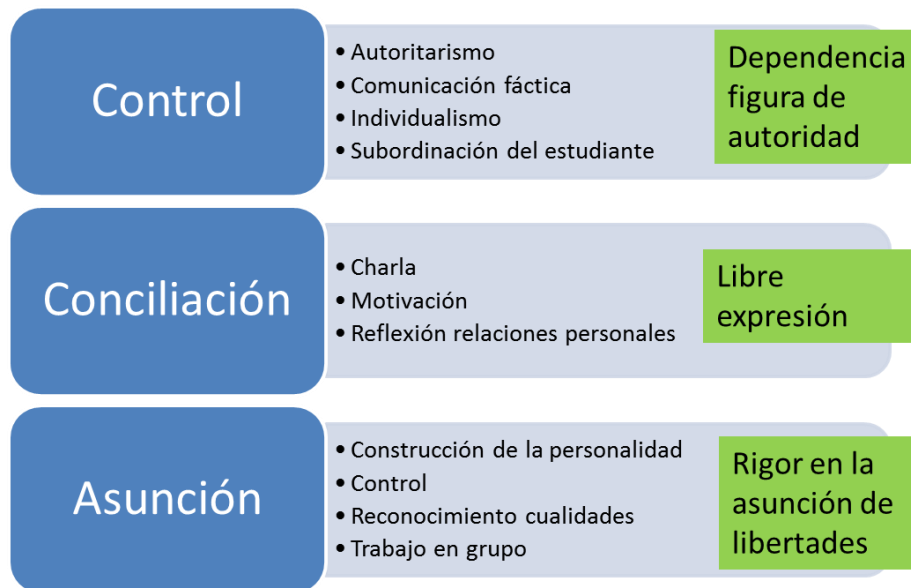 Control
• Autoritarismo
• Comunicación fáctica
• Individualismo
• Subordinación del estudiante
Dependencia
figura de
autoridad
Conciliación
• Charla
• Motivación
• Reflexión relaciones personales
Libre
expresión
Asunción
• Construcción de la personalidad
• Control
• Reconocimiento cualidades
• Trabajo en grupo
Rigor en la
asunción de
libertades